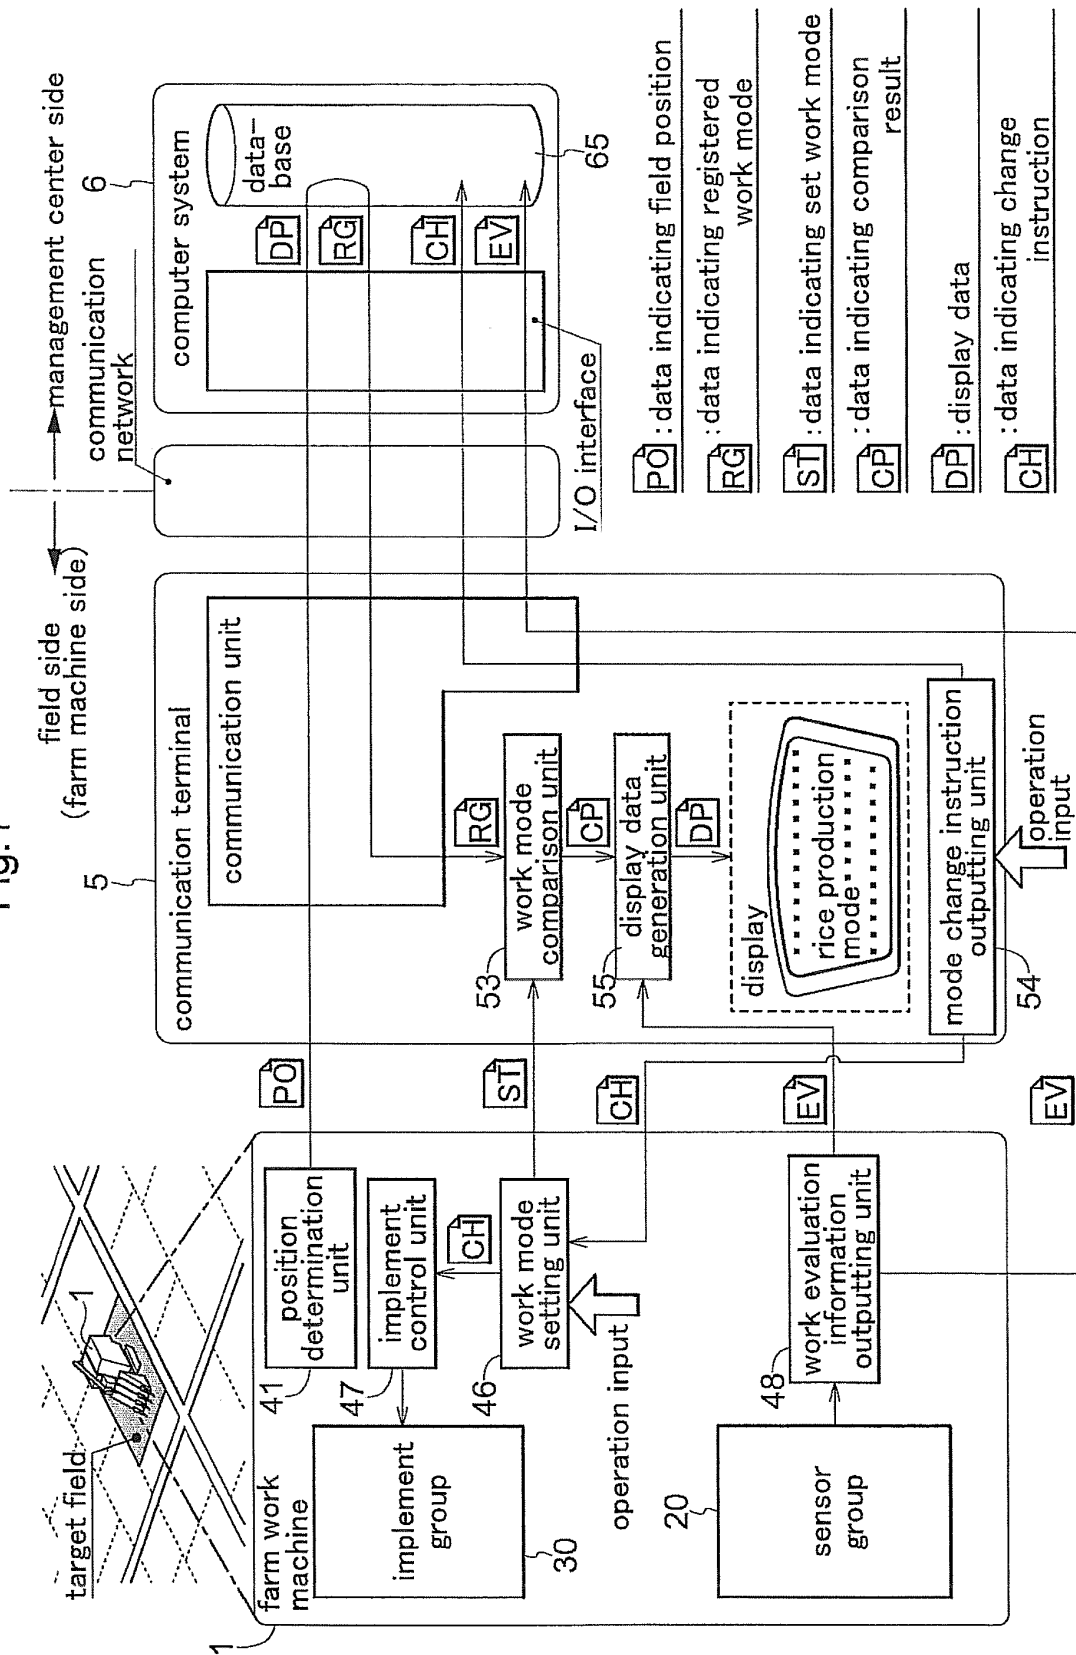 Fig.1
field side
(farm machine side)
management center side
communication
network
target field
1
1
farm work
machine
position
determination
unit
41
implement
control unit
47
implement
group
30
CH
work mode
setting unit
46
operation input
sensor
group
20
work evaluation
information
outputting unit
48
PO
ST
CH
EV
EV
5
communication terminal
communication unit
RG
work mode
comparison unit
53
CP
display data
generation unit
55
DP
display
rice production
mode
mode change instruction
outputting unit
54
operation
input
6
computer system
data-
base
65
DP
RG
CH
EV
I/O interface
PO :data indicating field position
RG :data indicating registered
work mode
ST :data indicating set work mode
CP :data indicating comparison
result
DP :display data
CH :data indicating change
instruction